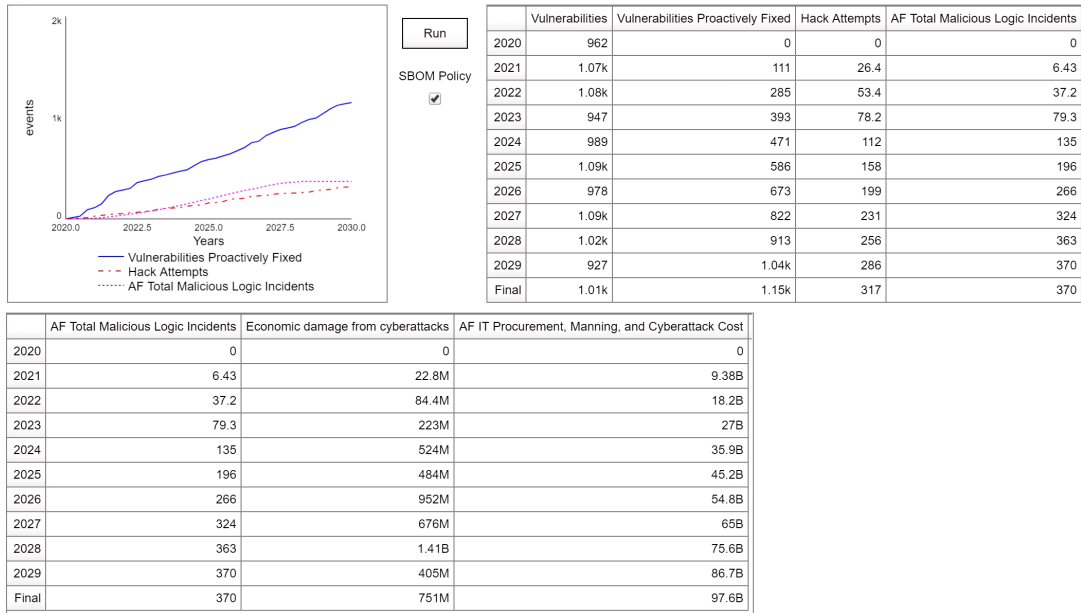 2k
1k
0
events
2020.0 2022.5 2025.0 2027.5 2030.0
Years
Vulnerabilities Proactively Fixed
Hack Attempts
AF Total Malicious Logic Incidents
Run
SBOM Policy
Vulnerabilities Vulnerabilities Proactively Fixed Hack Attempts AF Total Malicious Logic Incidents
2020 962 0 0 0
2021 1.07k 111 26.4 6.43
2022 1.08k 285 53.4 37.2
2023 947 393 78.2 79.3
2024 989 471 112 135
2025 1.09k 586 158 196
2026 978 673 199 266
2027 1.09k 822 231 324
2028 1.02k 913 256 363
2029 927 1.04k 286 370
Final 1.01k 1.15k 317 370
AF Total Malicious Logic Incidents Economic damage from cyberattacks AF IT Procurement, Manning, and Cyberattack Cost
2020 0 0 0
2021 6.43 22.8M 9.38B
2022 37.2 84.4M 18.2B
2023 79.3 223M 27B
2024 135 524M 35.9B
2025 196 484M 45.2B
2026 266 952M 54.8B
2027 324 676M 65B
2028 363 1.41B 75.6B
2029 370 405M 86.7B
Final 370 751M 97.6B